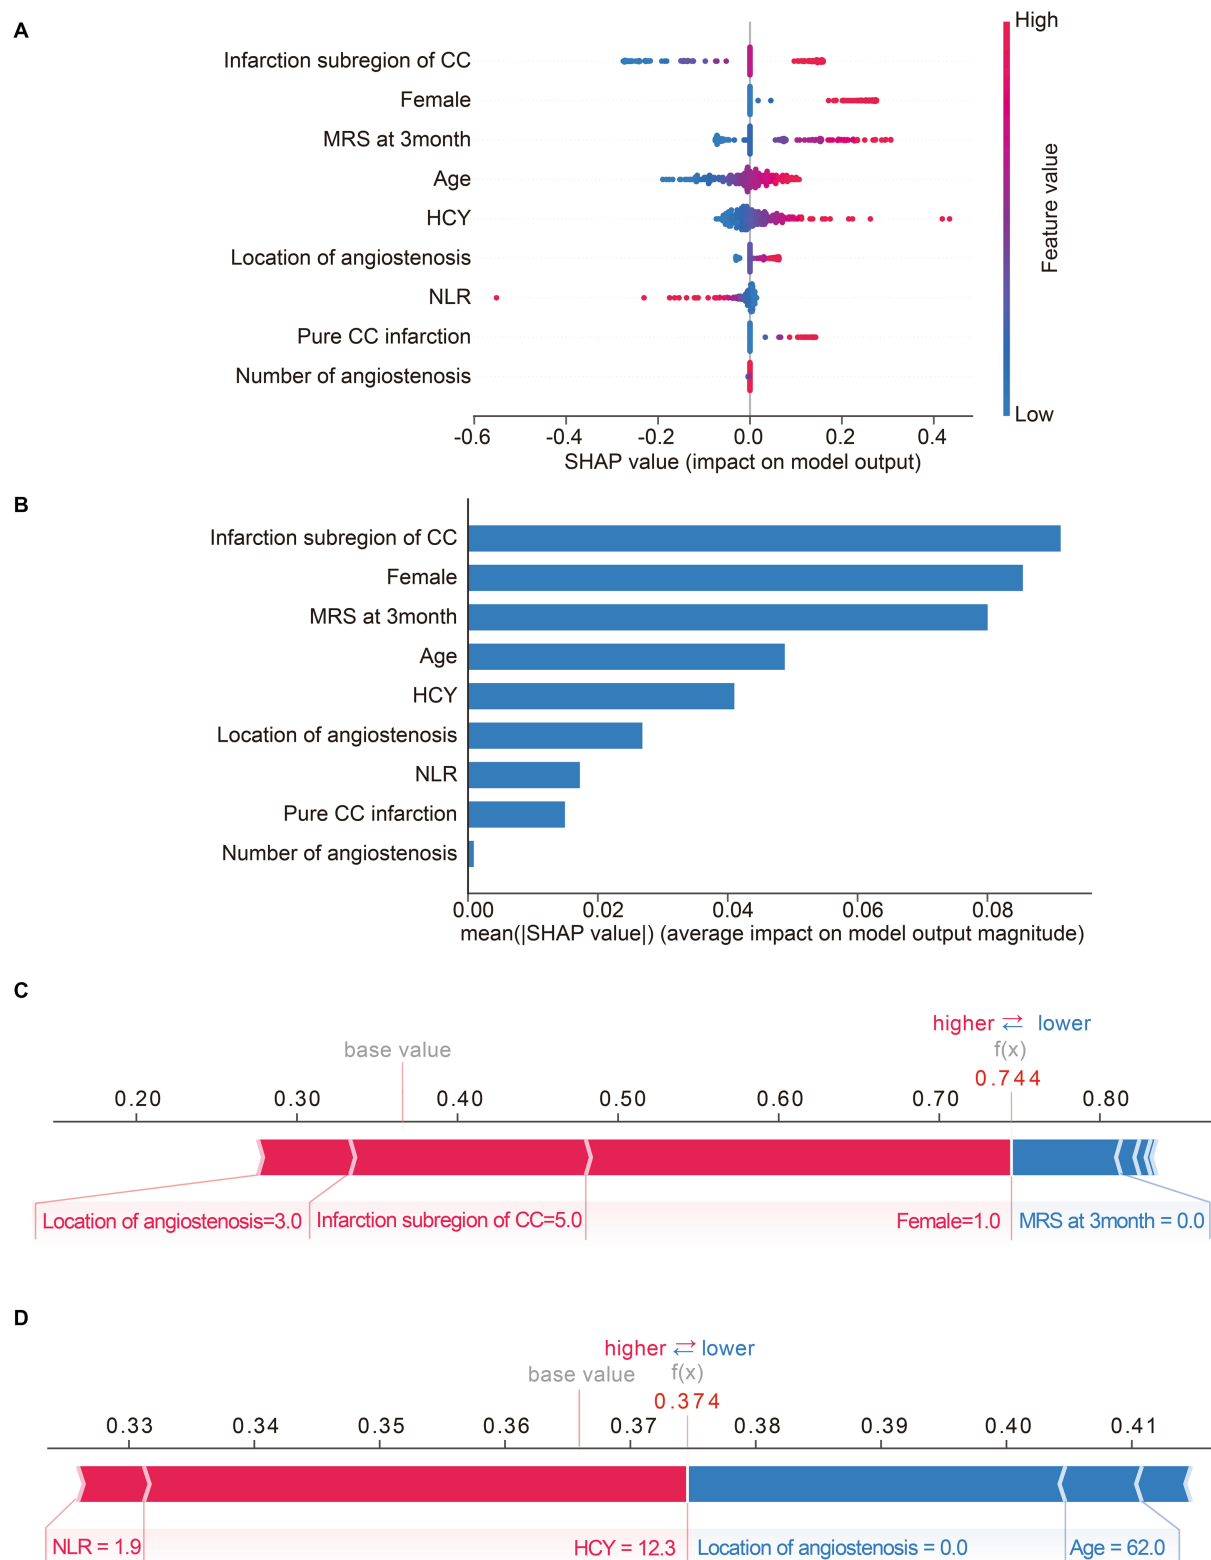 A
High
Infarction subregion of CC
Female
MRS at 3month
Age
HCY
Location of angiostenosis
NLR
Pure CC infarction
Number of angiostenosis
Feature value
Low
-0.6 -0.4 -0.2 0.0 0.2 0.4
SHAP value (impact on model output)
B
Infarction subregion of CC
Female
MRS at 3month
Age
HCY
Location of angiostenosis
NLR
Pure CC infarction
Number of angiostenosis
0.00 0.02 0.04 0.06 0.08
mean(|SHAP value|) (average impact on model output magnitude)
C
higher ⇄ lower
base value f(x)
0.744
0.20 0.30 0.40 0.50 0.60 0.70 0.80
Location of angiostenosis=3.0 Infarction subregion of CC=5.0 Female=1.0 MRS at 3month = 0.0
D
higher ⇄ lower
base value f(x)
0.374
0.33 0.34 0.35 0.36 0.37 0.38 0.39 0.40 0.41
NLR = 1.9 HCY = 12.3 Location of angiostenosis = 0.0 Age = 62.0